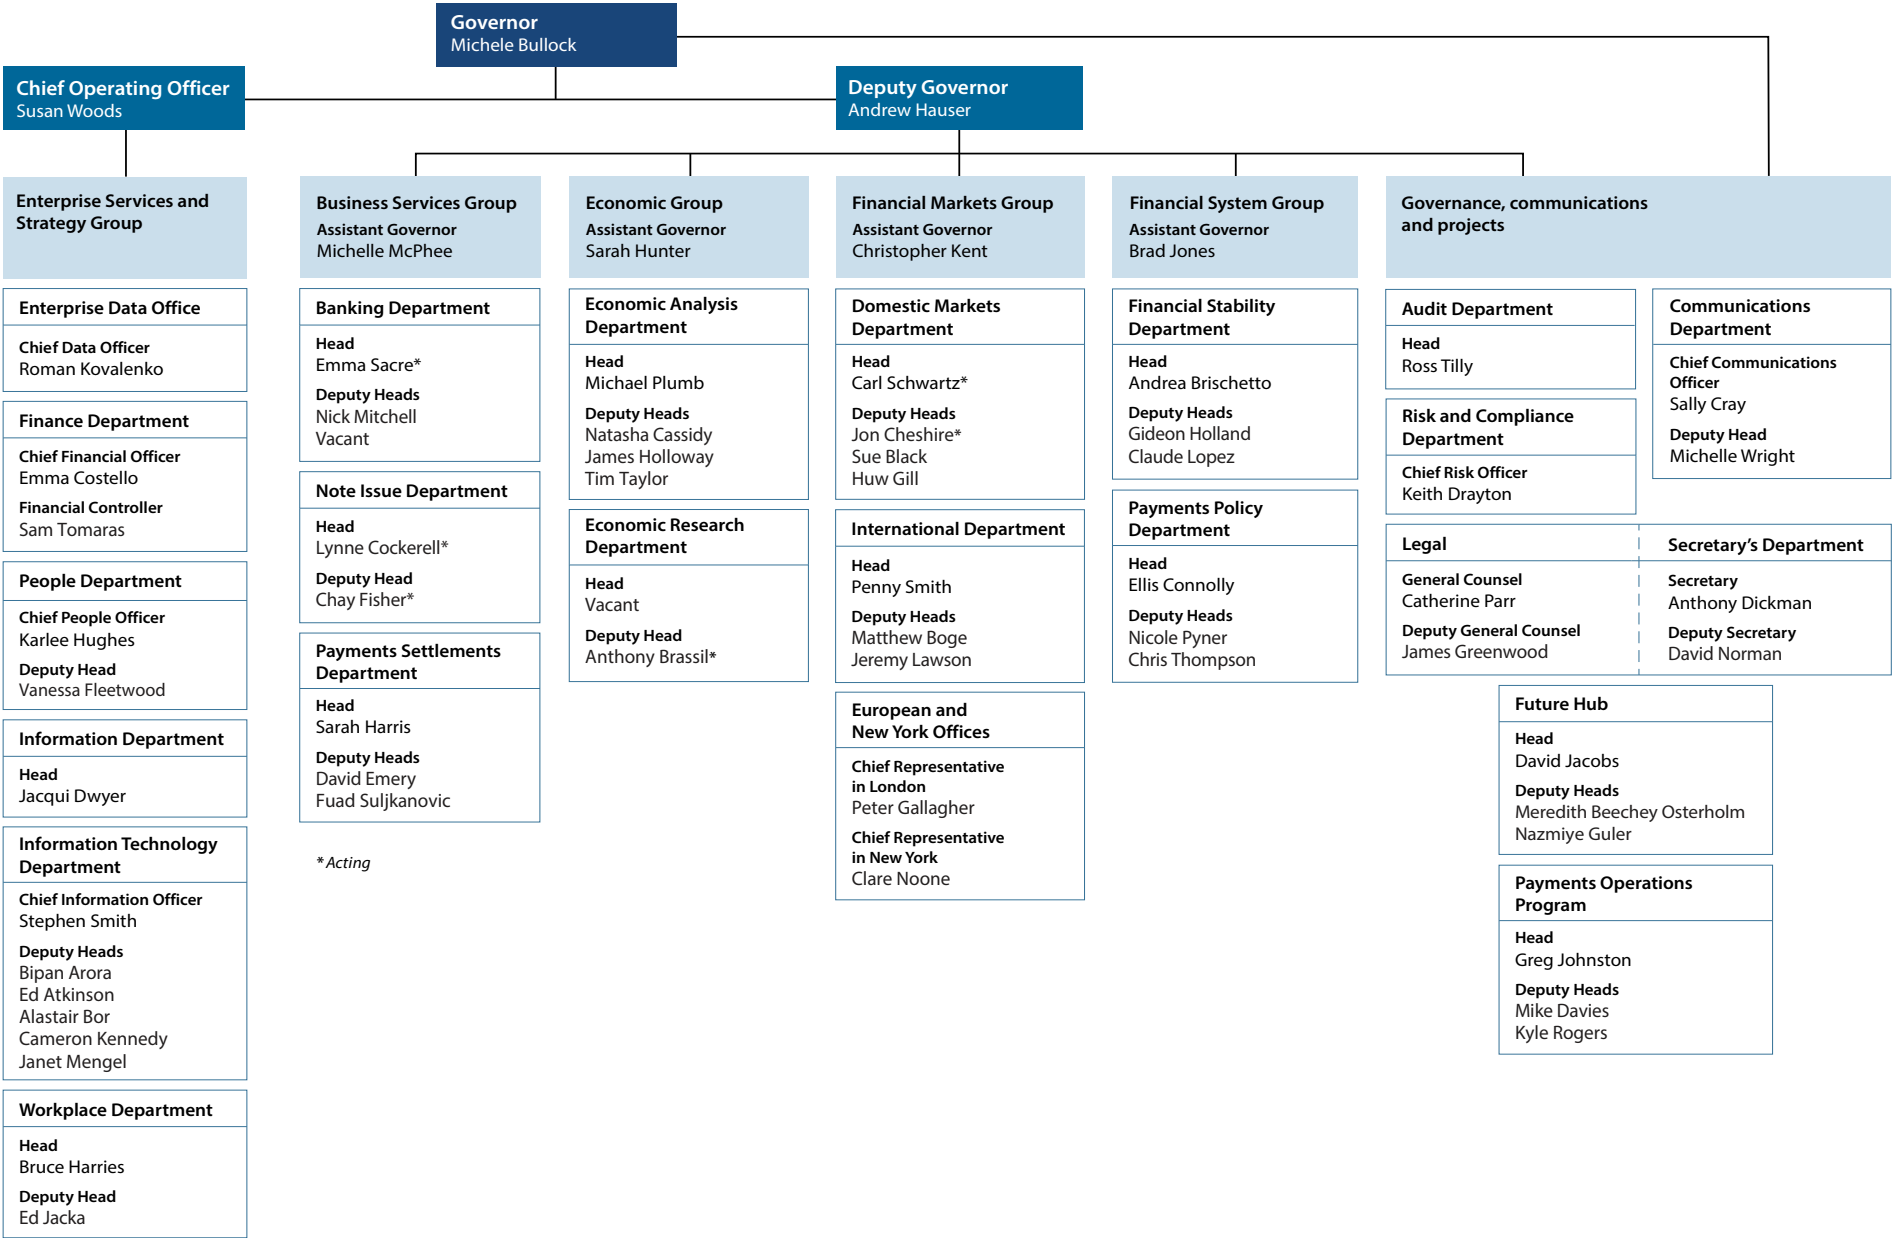 Governor
Michele Bullock
Chief Operating Officer
Susan Woods
Deputy Governor
Andrew Hauser
Enterprise Services and
Strategy Group
Enterprise Data Office
Chief Data Officer
Roman Kovalenko
Finance Department
Chief Financial Officer
Emma Costello
Financial Controller
Sam Tomaras
People Department
Chief People Officer
Karlee Hughes
Deputy Head
Vanessa Fleetwood
Information Department
Head
Jacqui Dwyer
Information Technology
Department
Chief Information Officer
Stephen Smith
Deputy Heads
Bipan Arora
Ed Atkinson
Alastair Bor
Cameron Kennedy
Janet Mengel
Workplace Department
Head
Bruce Harries
Deputy Head
Ed Jacka
Business Services Group
Assistant Governor
Michelle McPhee
Banking Department
Head
Emma Sacre*
Deputy Heads
Nick Mitchell
Vacant
Note Issue Department
Head
Lynne Cockerell*
Deputy Head
Chay Fisher*
Payments Settlements
Department
Head
Sarah Harris
Deputy Heads
David Emery
Fuad Suljkanovic
* Acting
Economic Group
Assistant Governor
Sarah Hunter
Economic Analysis
Department
Head
Michael Plumb
Deputy Heads
Natasha Cassidy
James Holloway
Tim Taylor
Economic Research
Department
Head
Vacant
Deputy Head
Anthony Brassil*
Financial Markets Group
Assistant Governor
Christopher Kent
Domestic Markets
Department
Head
Carl Schwartz*
Deputy Heads
Jon Cheshire*
Sue Black
Huw Gill
International Department
Head
Penny Smith
Deputy Heads
Matthew Boge
Jeremy Lawson
European and
New York Offices
Chief Representative
in London
Peter Gallagher
Chief Representative
in New York
Clare Noone
Financial System Group
Assistant Governor
Brad Jones
Financial Stability
Department
Head
Andrea Brischetto
Deputy Heads
Gideon Holland
Claude Lopez
Payments Policy
Department
Head
Ellis Connolly
Deputy Heads
Nicole Pyner
Chris Thompson
Governance, communications
and projects
Audit Department
Head
Ross Tilly
Risk and Compliance
Department
Chief Risk Officer
Keith Drayton
Communications
Department
Chief Communications
Officer
Sally Cray
Deputy Head
Michelle Wright
Legal
General Counsel
Catherine Parr
Deputy General Counsel
James Greenwood
Secretary's Department
Secretary
Anthony Dickman
Deputy Secretary
David Norman
Future Hub
Head
David Jacobs
Deputy Heads
Meredith Beechey Osterholm
Nazmiye Guler
Payments Operations
Program
Head
Greg Johnston
Deputy Heads
Mike Davies
Kyle Rogers